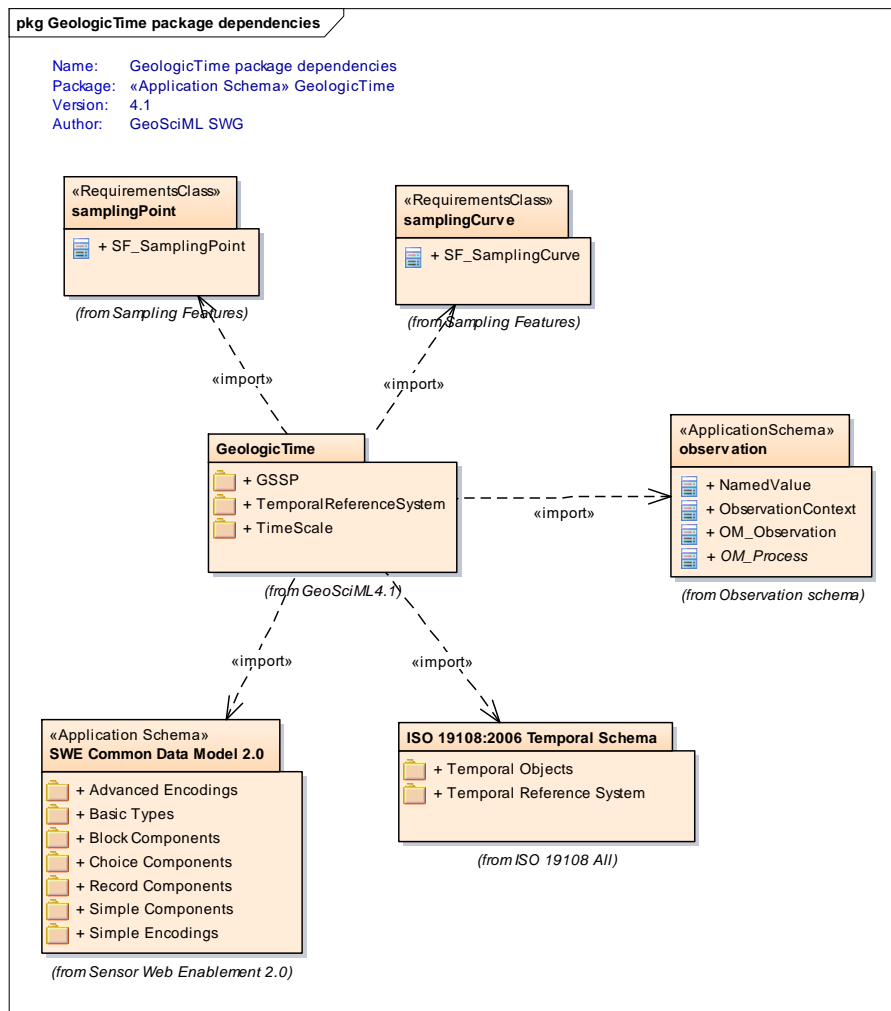 pkg GeologicTime package dependencies
Name: GeologicTime package dependencies
Package: «Application Schema» GeologicTime
Version: 4.1
Author: GeoSciML SWG
«RequirementsClass»
samplingPoint
+ SF_SamplingPoint
(from Sampling Features)
«RequirementsClass»
samplingCurve
+ SF_SamplingCurve
(from Sampling Features)
«import»
«import»
GeologicTime
+ GSSP
+ TemporalReferenceSystem
+ TimeScale
(from GeoSciML4.1)
«import»
«ApplicationSchema»
observation
+ NamedValue
+ ObservationContext
+ OM_Observation
+ OM_Process
(from Observation schema)
«import»
«import»
«Application Schema»
SWE Common Data Model 2.0
+ Advanced Encodings
+ Basic Types
+ Block Components
+ Choice Components
+ Record Components
+ Simple Components
+ Simple Encodings
(from Sensor Web Enablement 2.0)
ISO 19108:2006 Temporal Schema
+ Temporal Objects
+ Temporal Reference System
(from ISO 19108 All)